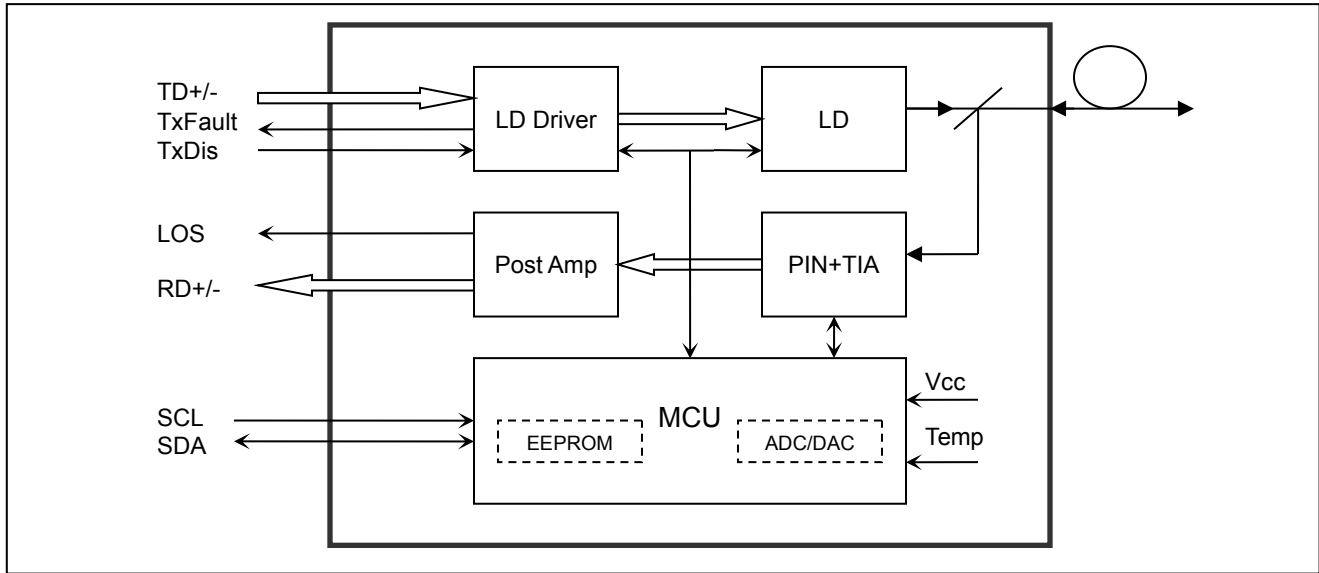 TD+/-
TxFault
TxDis
LD Driver
LD
LOS
RD+/-
Post Amp
PIN+TIA
SCL
SDA
MCU
EEPROM
ADC/DAC
Vcc
Temp